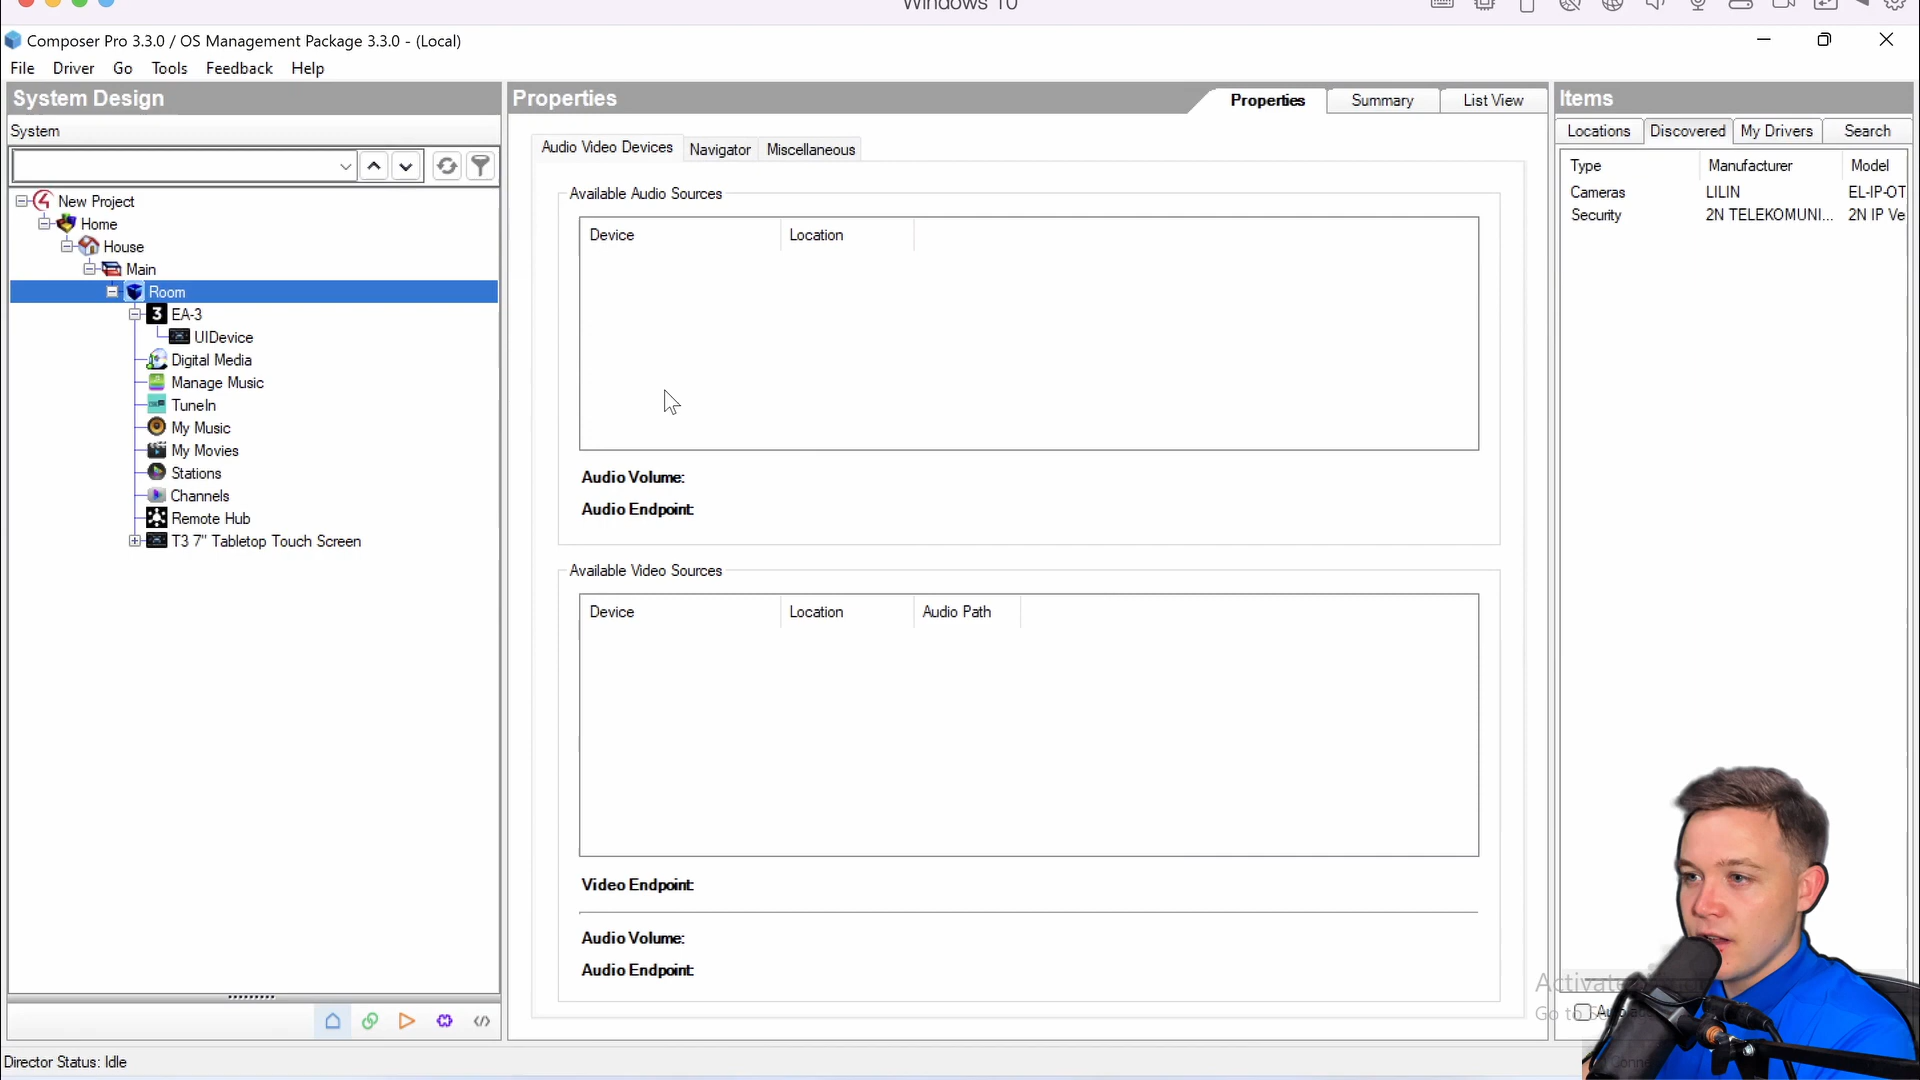 Windows 10
Composer Pro 3.3.0 / OS Management Package 3.3.0 - (Local)
File Driver Go Tools Feedback Help
System Design
System
New Project
Home
House
Main
Room
3 EA-3
UIDevice
Digital Media
Manage Music
TuneIn
My Music
My Movies
Stations
Channels
Remote Hub
T3 7" Tabletop Touch Screen
Director Status: Idle
Properties
Properties Summary List View
Audio Video Devices Navigator Miscellaneous
Available Audio Sources
Device Location
Audio Volume:
Audio Endpoint:
Available Video Sources
Device Location Audio Path
Video Endpoint:
Audio Volume:
Audio Endpoint:
Items
Locations Discovered My Drivers Search
Type Manufacturer Model
Cameras LILIN EL-IP-OT
Security 2N TELEKOMUNI... 2N IP Ve
Activate
Go to